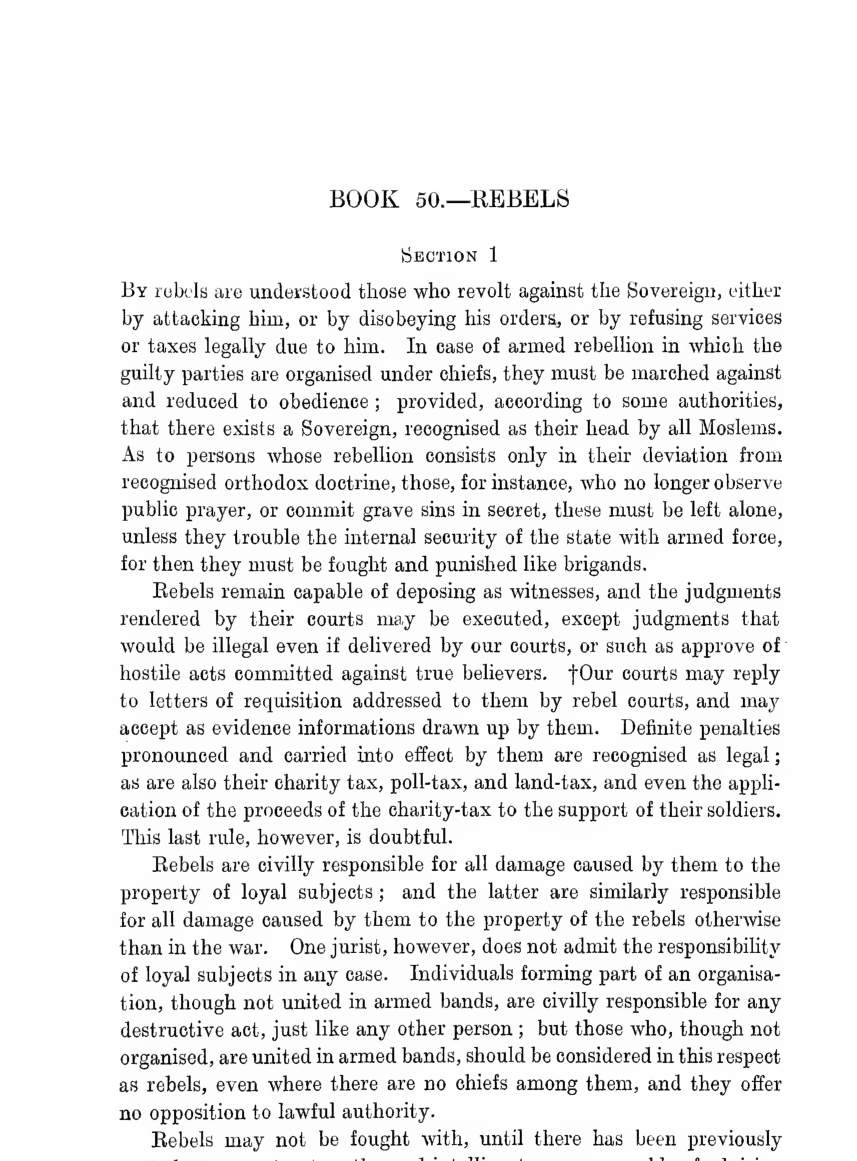 BOOK 50.—REBELS
SECTION 1
BY rebels are understood those who revolt against the Sovereign, either
by attacking him, or by disobeying his orders, or by refusing services
or taxes legally due to him. In case of armed rebellion in which the
guilty parties are organised under chiefs, they must be marched against
and reduced to obedience ; provided, according to some authorities,
that there exists a Sovereign, recognised as their head by all Moslems.
As to persons whose rebellion consists only in their deviation from
recognised orthodox doctrine, those, for instance, who no longer observe
public prayer, or commit grave sins in secret, these must be left alone,
unless they trouble the internal security of the state with armed force,
for then they must be fought and punished like brigands.
Rebels remain capable of deposing as witnesses, and the judgments
rendered by their courts may be executed, except judgments that
would be illegal even if delivered by our courts, or such as approve of
hostile acts committed against true believers. †Our courts may reply
to letters of requisition addressed to them by rebel courts, and may
accept as evidence informations drawn up by them. Definite penalties
pronounced and carried into effect by them are recognised as legal ;
as are also their charity tax, poll-tax, and land-tax, and even the appli-
cation of the proceeds of the charity-tax to the support of their soldiers.
This last rule, however, is doubtful.
Rebels are civilly responsible for all damage caused by them to the
property of loyal subjects ; and the latter are similarly responsible
for all damage caused by them to the property of the rebels otherwise
than in the war. One jurist, however, does not admit the responsibility
of loyal subjects in any case. Individuals forming part of an organisa-
tion, though not united in armed bands, are civilly responsible for any
destructive act, just like any other person ; but those who, though not
organised, are united in armed bands, should be considered in this respect
as rebels, even where there are no chiefs among them, and they offer
no opposition to lawful authority.
Rebels may not be fought with, until there has been previously